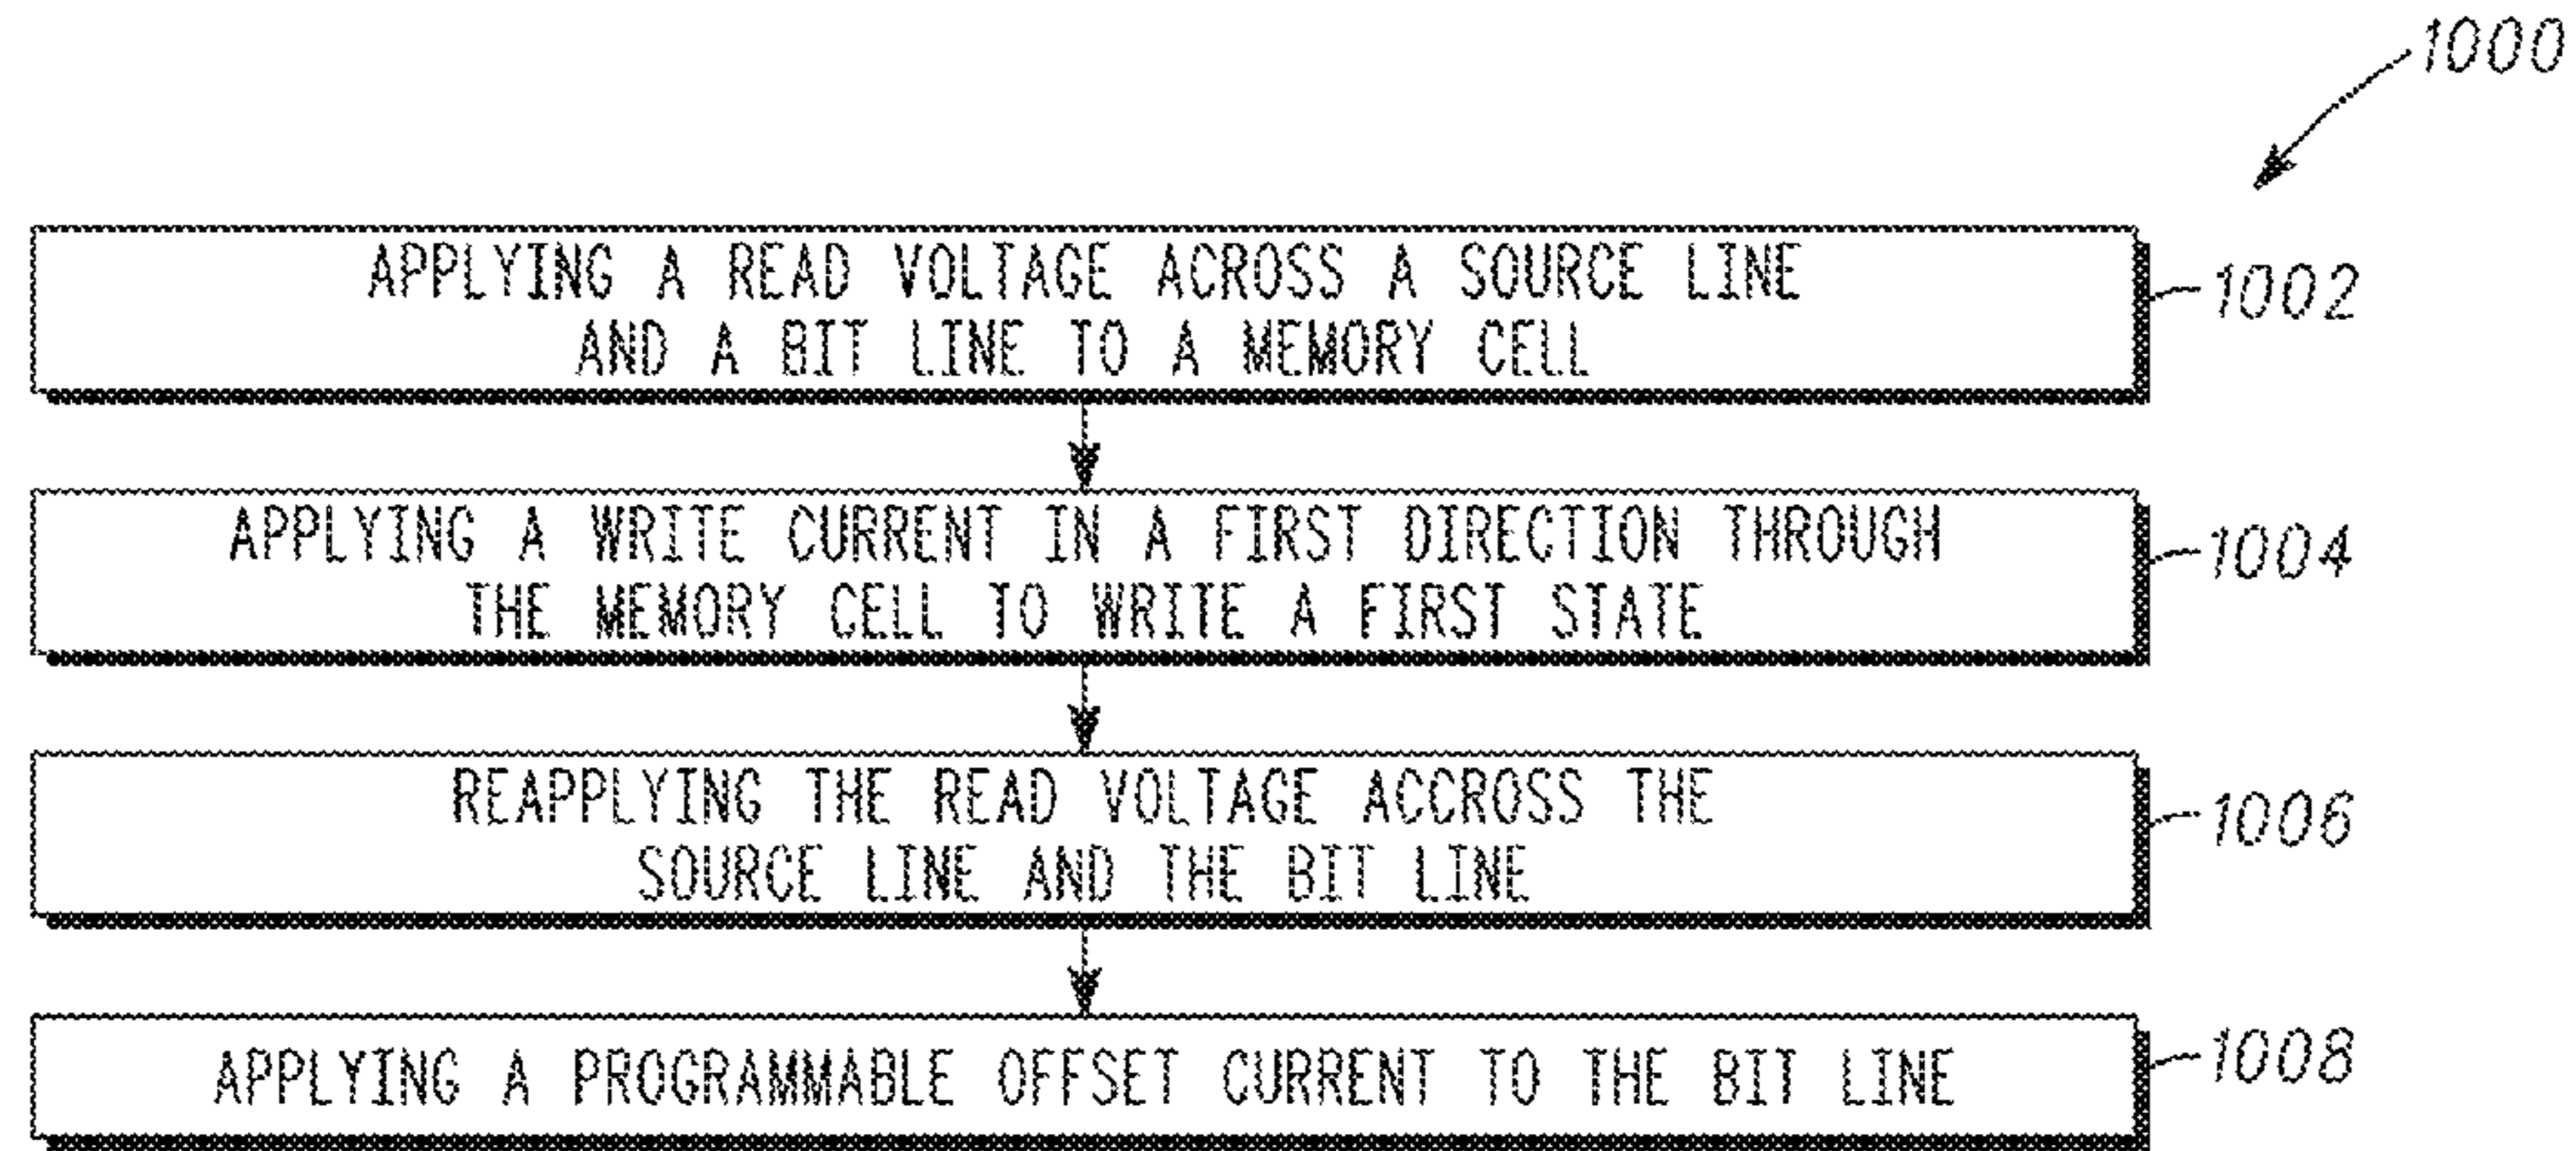 1000
APPLYING A READ VOLTAGE ACROSS A SOURCE LINE
AND A BIT LINE TO A MEMORY CELL
1002
APPLYING A WRITE CURRENT IN A FIRST DIRECTION THROUGH
THE MEMORY CELL TO WRITE A FIRST STATE
1004
REAPPLYING THE READ VOLTAGE ACCROSS THE
SOURCE LINE AND THE BIT LINE
1006
APPLYING A PROGRAMMABLE OFFSET CURRENT TO THE BIT LINE
1008